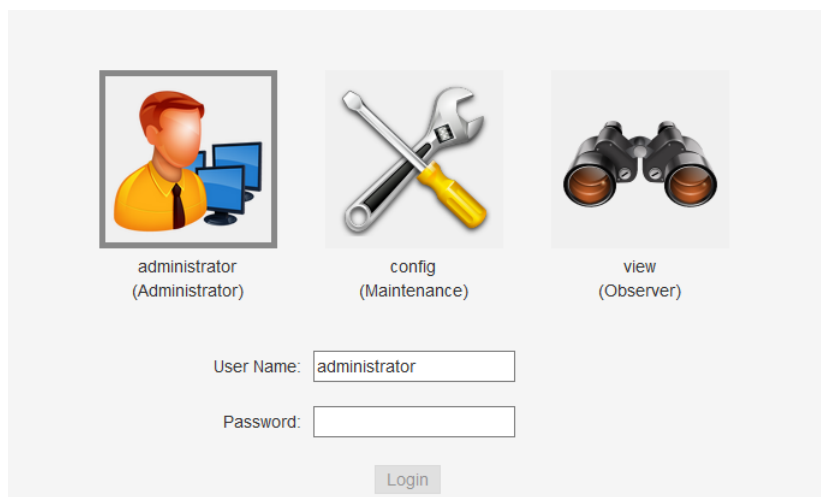 administrator
(Administrator)
config
(Maintenance)
view
(Observer)
User Name: administrator
Password:
Login